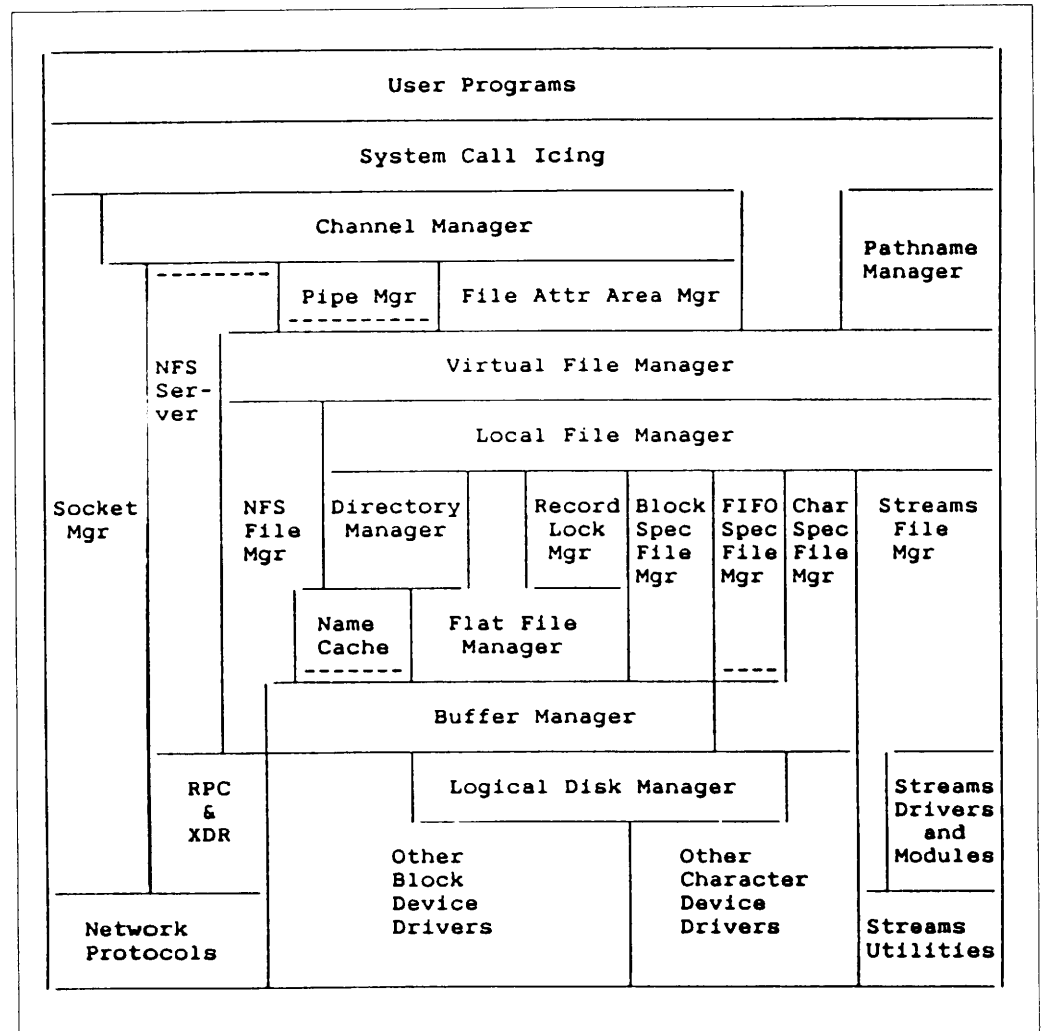 User Programs
System Call Icing
Channel Manager
Pathname
Manager
Pipe Mgr
File Attr Area Mgr
NFS
Ser-
ver
Virtual File Manager
Local File Manager
Socket
Mgr
NFS
File
Mgr
Directory
Manager
Record
Lock
Mgr
Block
Spec
File
Mgr
FIFO
Spec
File
Mgr
Char
Spec
File
Mgr
Streams
File
Mgr
Name
Cache
Flat File
Manager
Buffer Manager
RPC
&
XDR
Logical Disk Manager
Streams
Drivers
and
Modules
Other
Block
Device
Drivers
Other
Character
Device
Drivers
Network
Protocols
Streams
Utilities